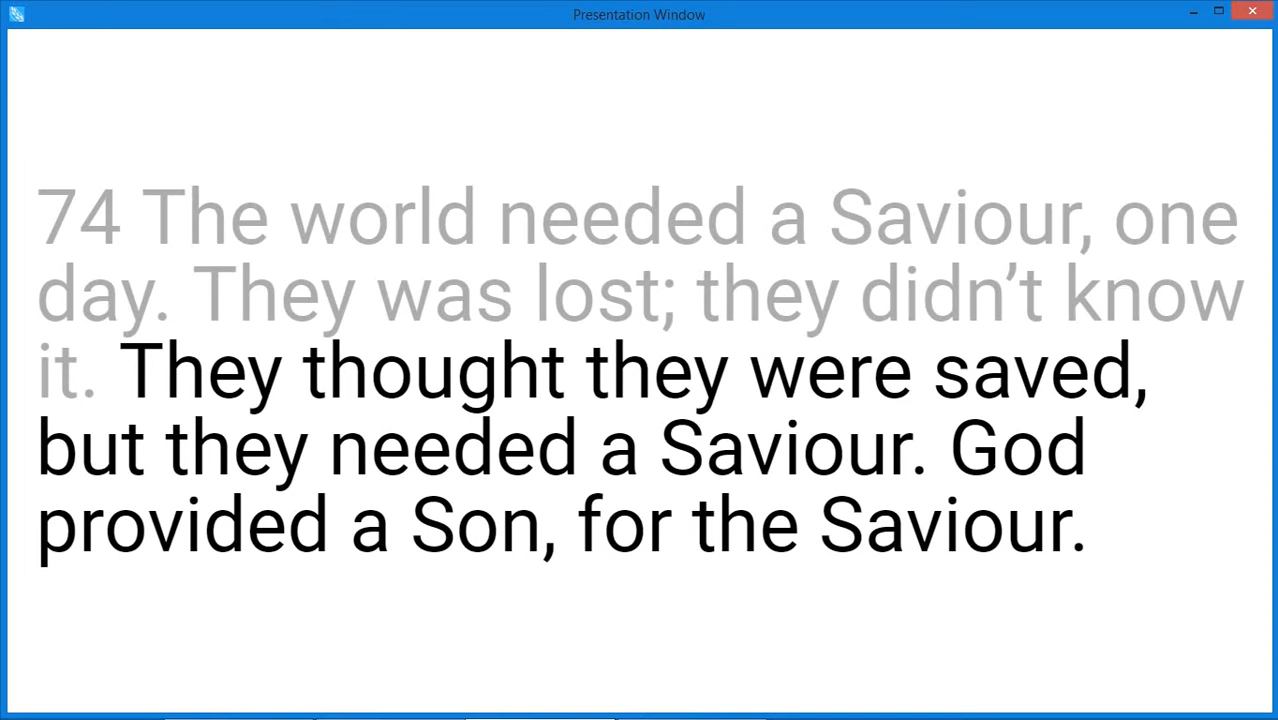 Presentation Window
74 The world needed a Saviour, one
day. They was lost; they didn’t know
it. They thought they were saved,
but they needed a Saviour. God
provided a Son, for the Saviour.